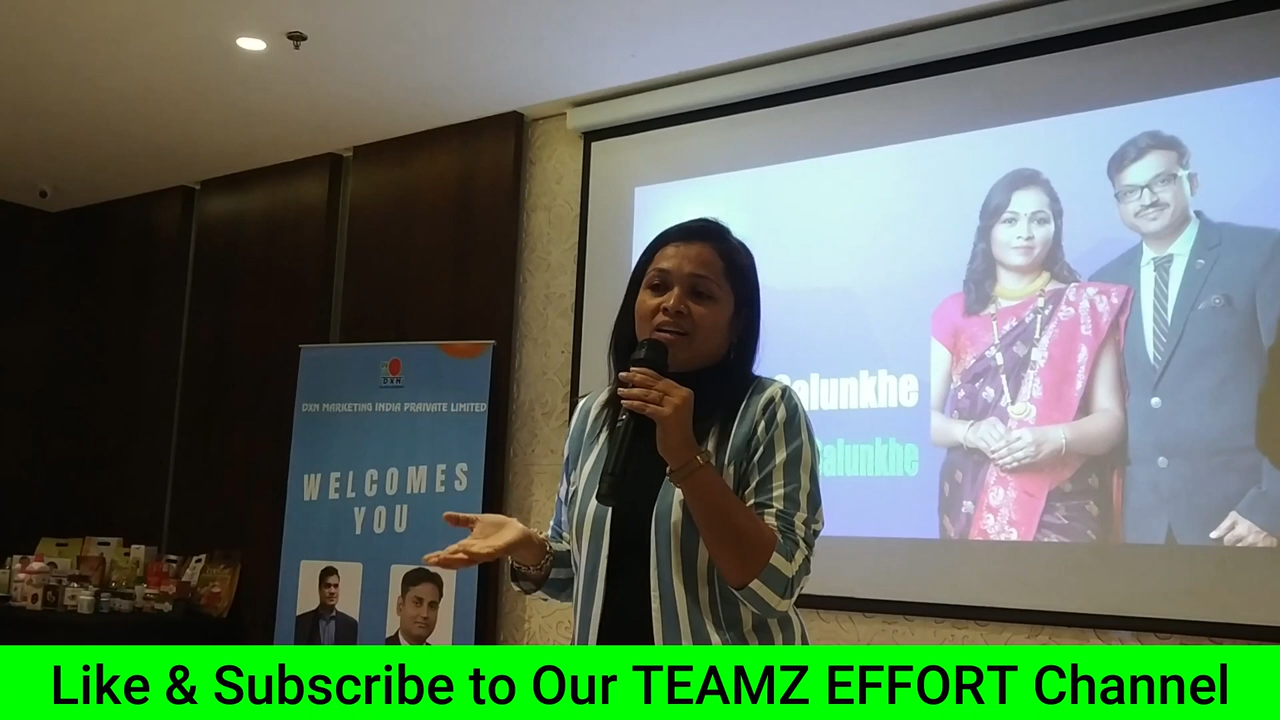 DXN
DXN MARKETING INDIA PRAIVATE LIMITED
WELCOMES
YOU
Salunkhe
Salunkhe
Like & Subscribe to Our TEAMZ EFFORT Channel